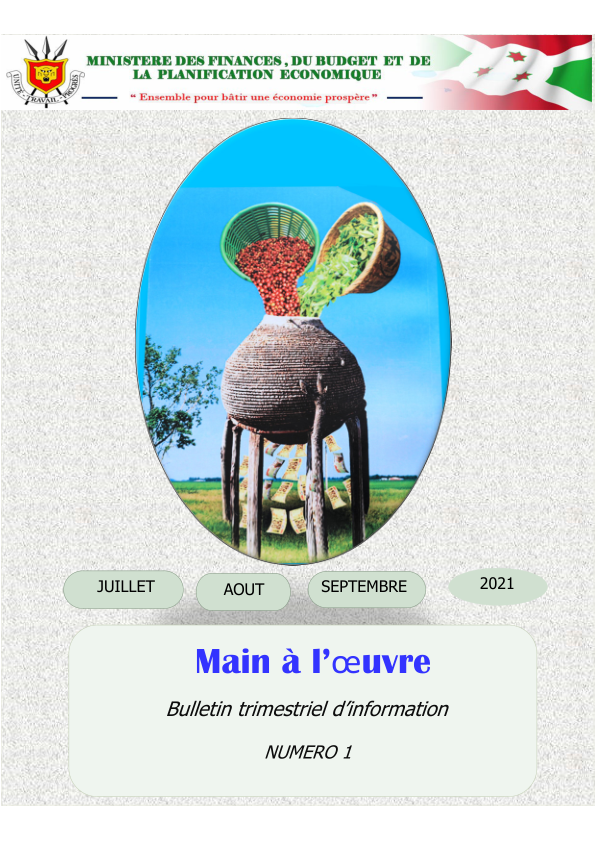 MINISTERE DES FINANCES , DU BUDGET ET DE
LA PLANIFICATION ECONOMIQUE
“ Ensemble pour bâtir une économie prospère ”
UNITE - TRAVAIL - PROGRES
JUILLET
AOUT
SEPTEMBRE
2021
Main à l’œuvre
Bulletin trimestriel d’information
NUMERO 1